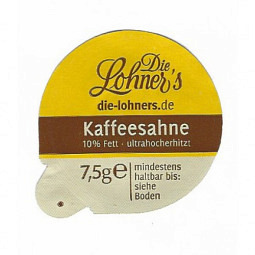 Die
Lohner's
die-lohners.de
Kaffeesahne
10% Fett · ultrahocherhitzt
7,5g℮
mindestens
haltbar bis:
siehe
Boden